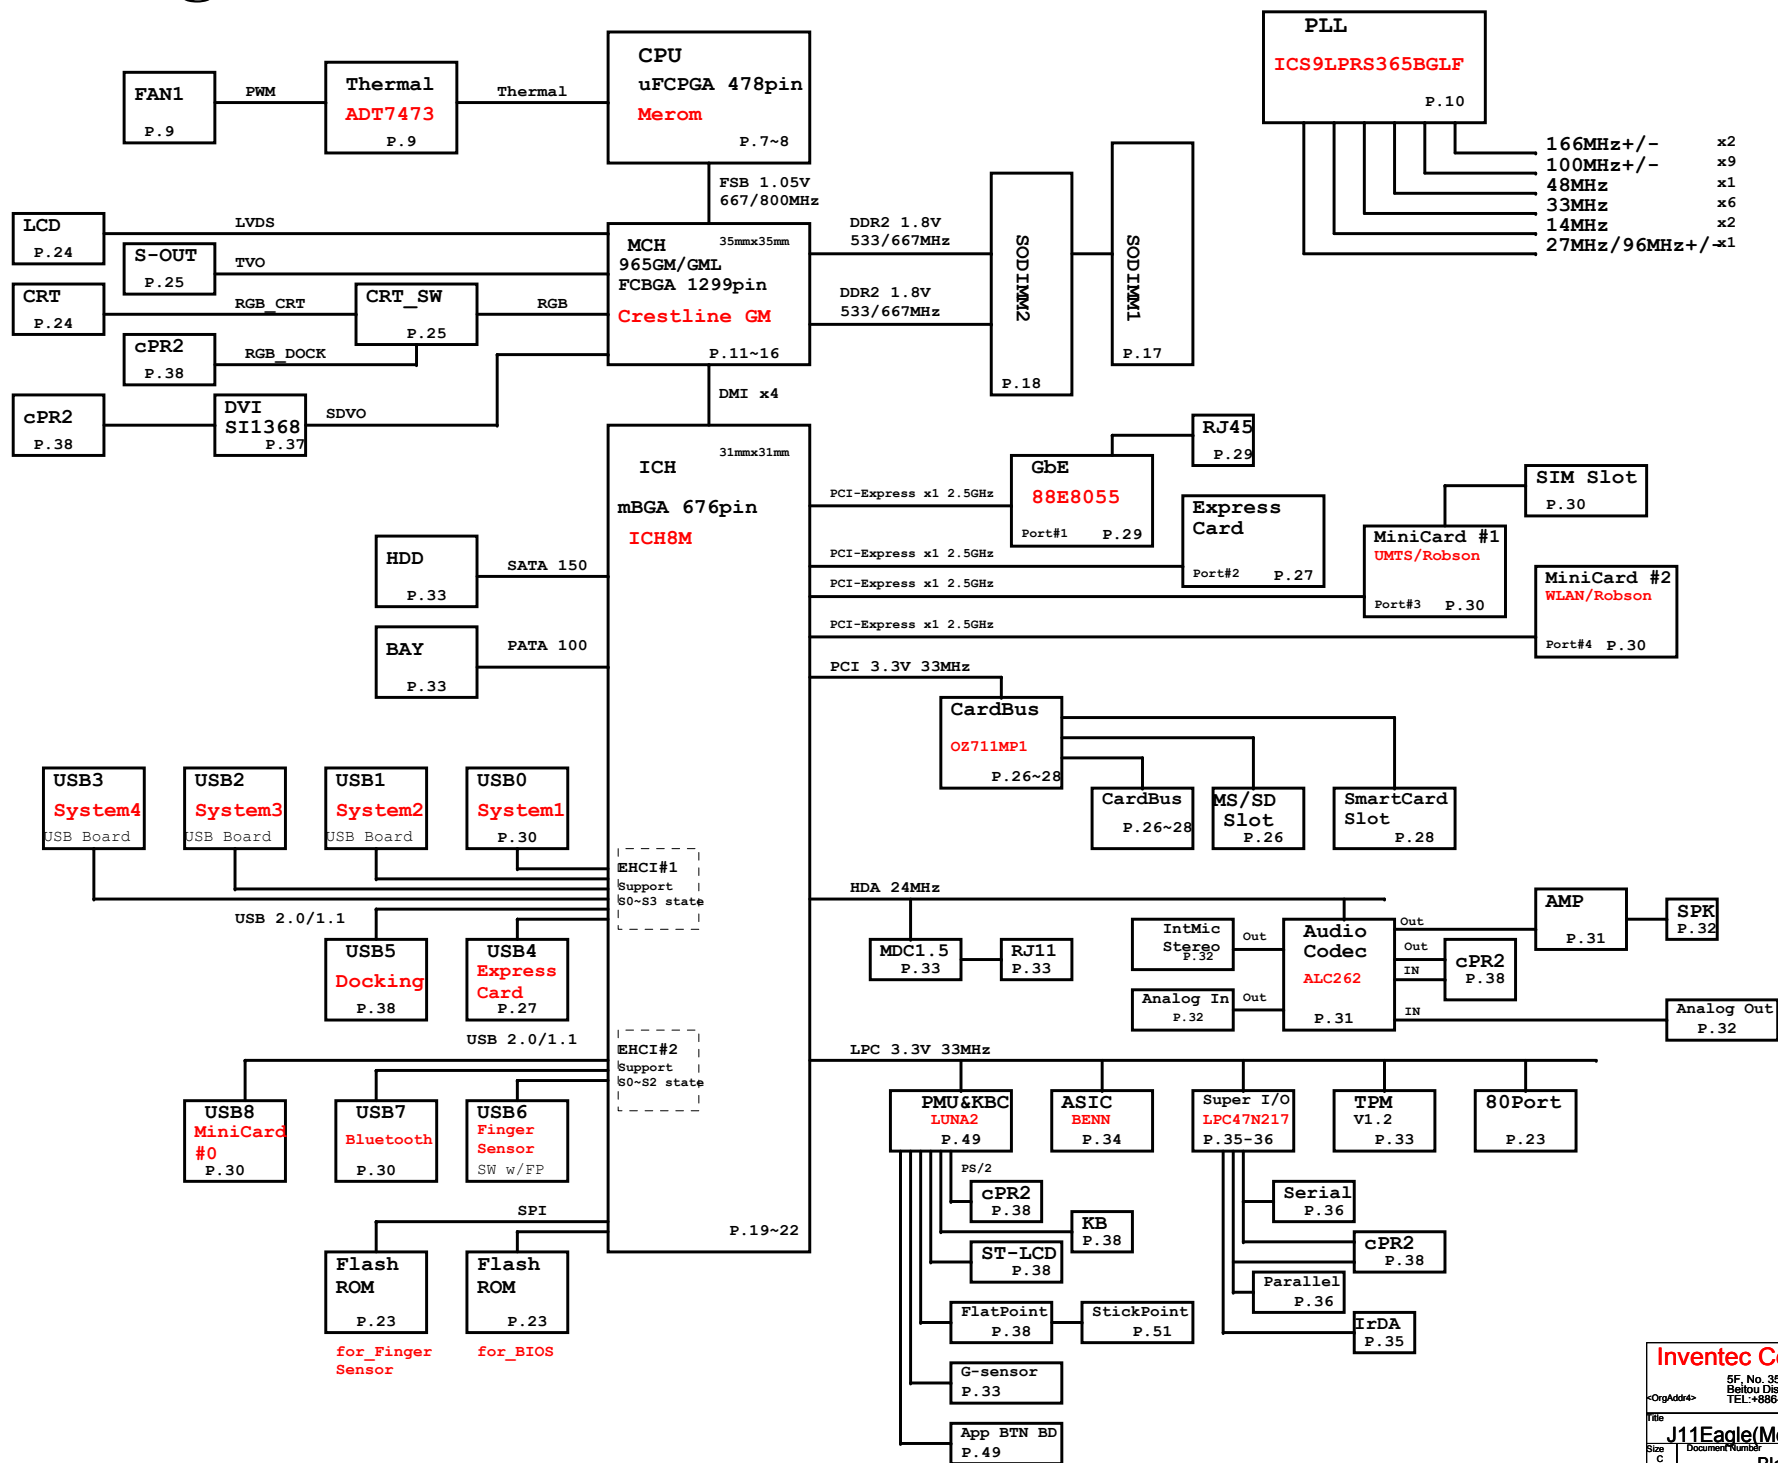 CPU
uFCPGA 478pin
Merom
P.7~8
Thermal
ADT7473
P.9
FAN1
P.9
PWM
Thermal
PLL
ICS9LPRS365BGLF
P.10
166MHz+/- x2
100MHz+/- x9
48MHz x1
33MHz x6
14MHz x2
27MHz/96MHz+/- x1
FSB 1.05V
667/800MHz
LCD
P.24
LVDS
S-OUT
P.25
TVO
CRT
P.24
RGB_CRT
CRT_SW
P.25
RGB
cPR2
P.38
RGB_DOCK
cPR2
P.38
DVI
SI1368
P.37
SDVO
MCH
35mmx35mm
965GM/GML
FCBGA 1299pin
Crestline GM
P.11~16
DDR2 1.8V
533/667MHz
DDR2 1.8V
533/667MHz
SODIMM2
P.18
SODIMM1
P.17
DMI x4
ICH
31mmx31mm
mBGA 676pin
ICH8M
P.19~22
HDD
P.33
SATA 150
BAY
P.33
PATA 100
PCI-Express x1 2.5GHz
GbE
88E8055
Port#1 P.29
RJ45
P.29
PCI-Express x1 2.5GHz
Express
Card
Port#2 P.27
PCI-Express x1 2.5GHz
MiniCard #1
UMTS/Robson
Port#3 P.30
SIM Slot
P.30
PCI-Express x1 2.5GHz
MiniCard #2
WLAN/Robson
Port#4 P.30
PCI 3.3V 33MHz
CardBus
OZ711MP1
P.26~28
CardBus
P.26~28
MS/SD
Slot
P.26
SmartCard
Slot
P.28
USB3
System4
USB Board
USB2
System3
USB Board
USB1
System2
USB Board
USB0
System1
P.30
EHCI#1
Support
S0~S3 state
USB 2.0/1.1
USB5
Docking
P.38
USB4
Express
Card
P.27
USB 2.0/1.1
EHCI#2
Support
S0~S2 state
USB8
MiniCard
#0
P.30
USB7
Bluetooth
P.30
USB6
Finger
Sensor
SW w/FP
SPI
Flash
ROM
P.23
for_Finger
Sensor
Flash
ROM
P.23
for_BIOS
HDA 24MHz
MDC1.5
P.33
RJ11
P.33
IntMic
Stereo
P.32
Out
Analog In
P.32
Out
Audio
Codec
ALC262
P.31
Out
Out
IN
IN
AMP
P.31
SPK
P.32
cPR2
P.38
Analog Out
P.32
LPC 3.3V 33MHz
PMU&KBC
LUNA2
P.49
ASIC
BENN
P.34
Super I/O
LPC47N217
P.35-36
TPM
V1.2
P.33
80Port
P.23
PS/2
cPR2
P.38
KB
P.38
ST-LCD
P.38
FlatPoint
P.38
StickPoint
P.51
G-sensor
P.33
App BTN BD
P.49
Serial
P.36
cPR2
P.38
Parallel
P.36
IrDA
P.35
Inventec
5F, No. 35
Beitou
TEL:+886
<OrgAddr4>
Title
J11Eagle
Size
C
Document Number